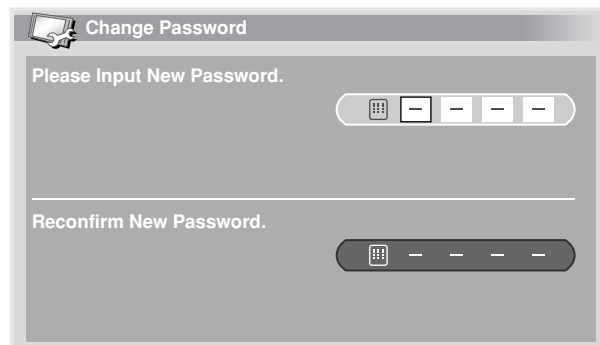 Change Password
Please Input New Password.
– – – –
Reconfirm New Password.
– – – –